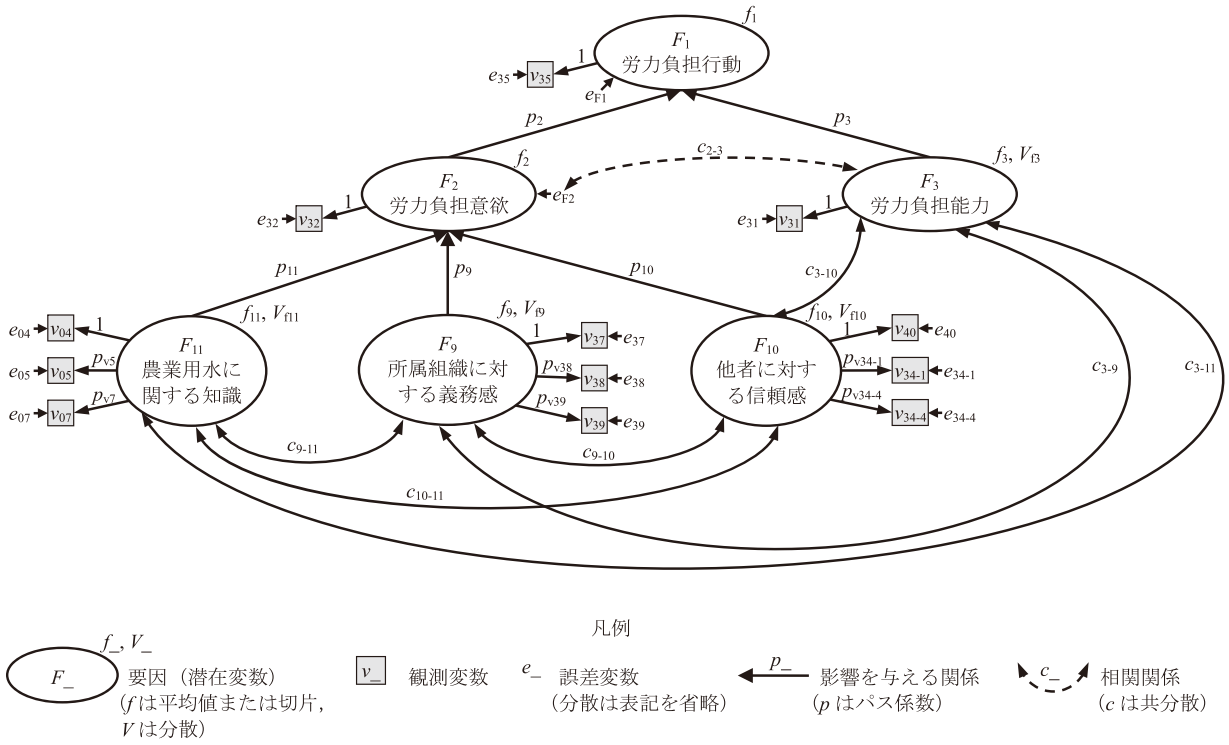 f1
F1
労力負担行動
1
e35
v35
eF1
p2
p3
c2-3
f2
F2
労力負担意欲
eF2
1
e32
v32
f3, Vf3
F3
労力負担能力
1
e31
v31
p11
p9
p10
c3-10
f11, Vf11
F11
農業用水に
関する知識
e04
v04
1
e05
v05
pv5
e07
v07
pv7
f9, Vf9
F9
所属組織に対
する義務感
1
v37
e37
pv38
v38
e38
pv39
v39
e39
f10, Vf10
F10
他者に対す
る信頼感
1
v40
e40
pv34-1
v34-1
e34-1
pv34-4
v34-4
e34-4
c3-9
c3-11
c9-11
c9-10
c10-11
凡例
f_, V_
F_
要因（潜在変数）
（fは平均値または切片，
Vは分散）
v_
観測変数
e_
誤差変数
（分散は表記を省略）
p_
影響を与える関係
（pはパス係数）
c_
相関関係
（cは共分散）